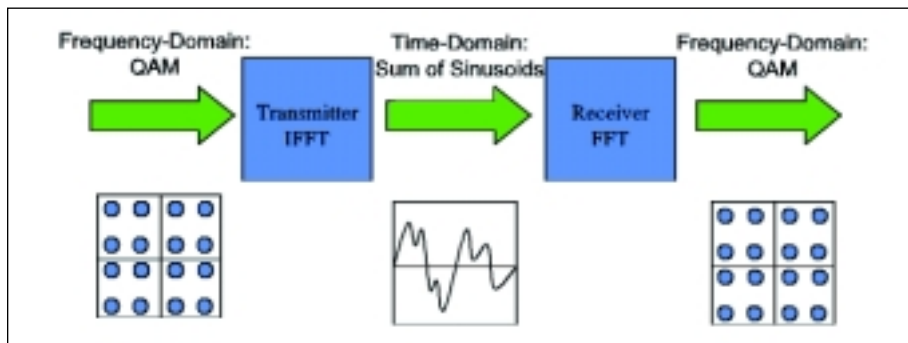 Frequency-Domain:
QAM
Time-Domain:
Sum of Sinusoids
Frequency-Domain:
QAM
Transmitter
IFFT
Receiver
FFT